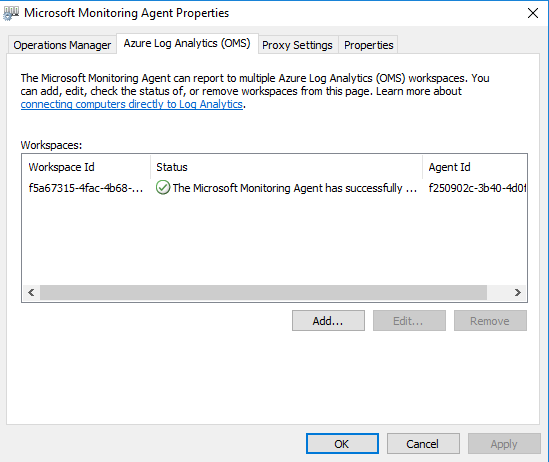 Microsoft Monitoring Agent Properties
Operations Manager Azure Log Analytics (OMS) Proxy Settings Properties
The Microsoft Monitoring Agent can report to multiple Azure Log Analytics (OMS) workspaces. You
can add, edit, check the status of, or remove workspaces from this page. Learn more about
connecting computers directly to Log Analytics.
Workspaces:
Workspace Id Status Agent Id
f5a67315-4fac-4b68-... The Microsoft Monitoring Agent has successfully ... f250902c-3b40-4d0f
Add... Edit... Remove
OK Cancel Apply